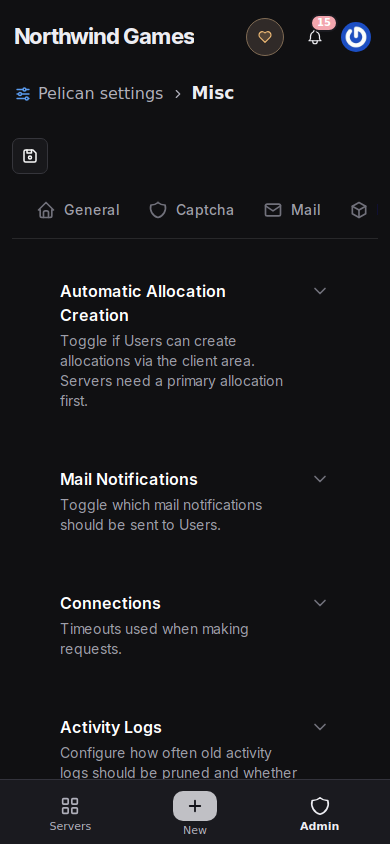 Northwind Games
15
Pelican settings > Misc
General Captcha Mail
Automatic Allocation
Creation
Toggle if Users can create
allocations via the client area.
Servers need a primary allocation
first.
Mail Notifications
Toggle which mail notifications
should be sent to Users.
Connections
Timeouts used when making
requests.
Activity Logs
Configure how often old activity
logs should be pruned and whether
Servers New Admin